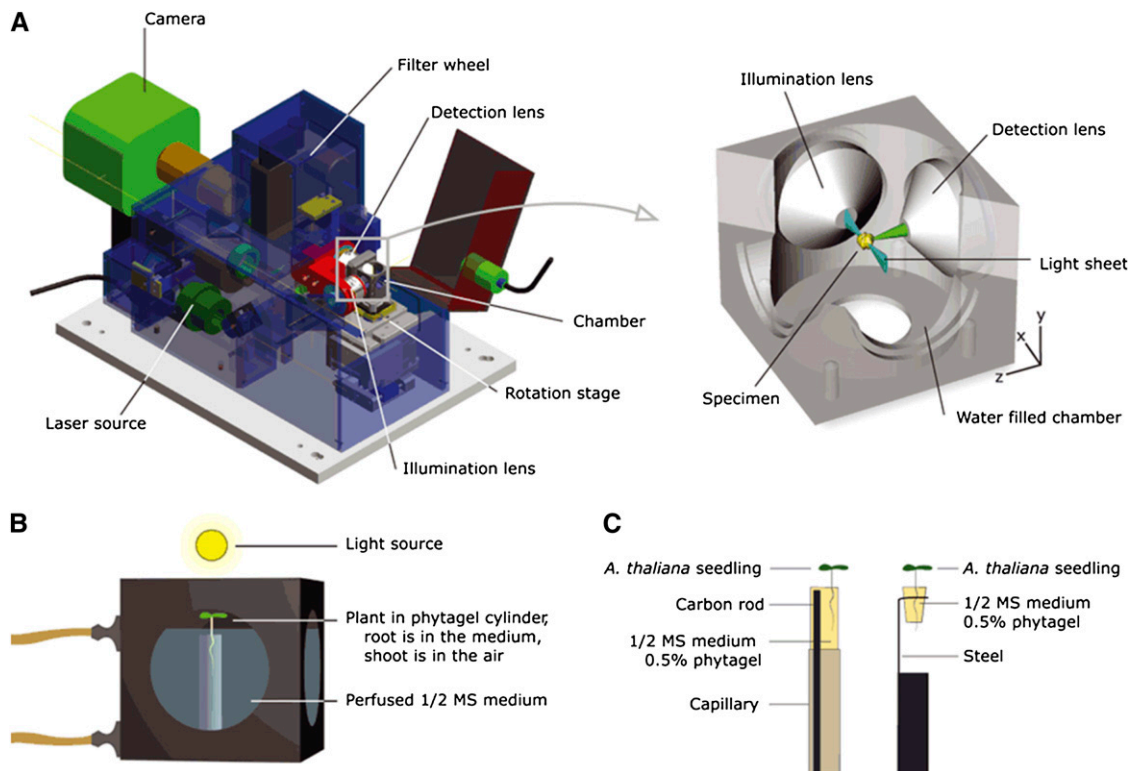 A
Camera
Filter wheel
Detection lens
Chamber
Rotation stage
Illumination lens
Laser source
Illumination lens
Detection lens
Light sheet
Specimen
Water filled chamber
y
x
z
B
Light source
Plant in phytagel cylinder,
root is in the medium,
shoot is in the air
Perfused 1/2 MS medium
C
A. thaliana seedling
Carbon rod
1/2 MS medium
0.5% phytagel
Capillary
A. thaliana seedling
1/2 MS medium
0.5% phytagel
Steel